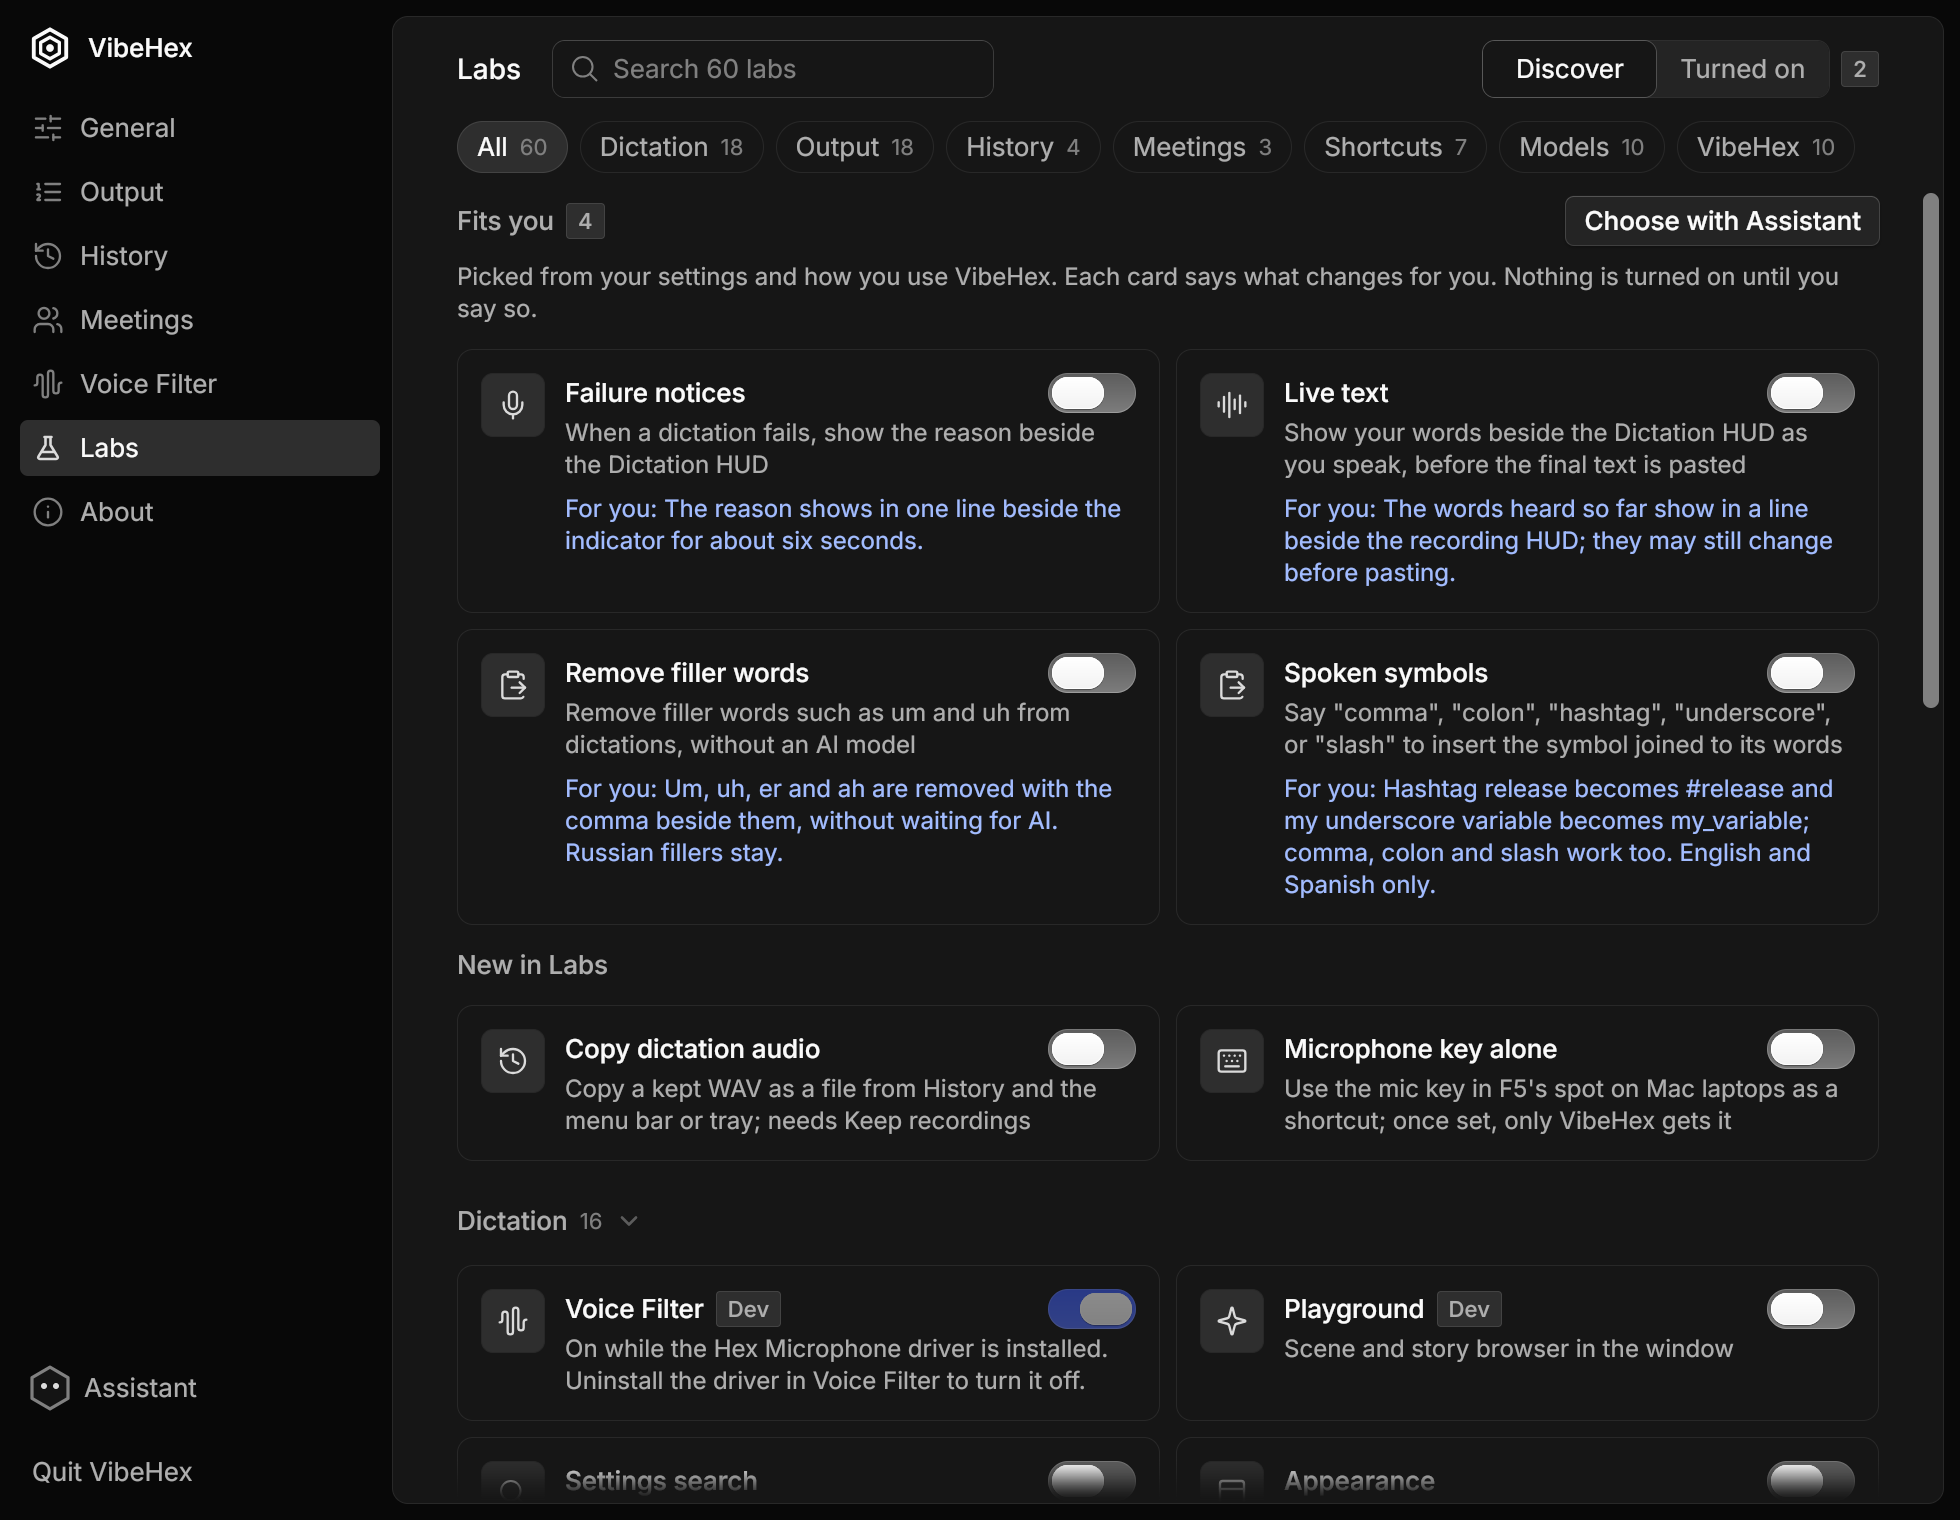 VibeHex
General
Output
History
Meetings
Voice Filter
Labs
About
Assistant
Quit VibeHex
Labs
Search 60 labs
Discover
Turned on 2
All 60
Dictation 18
Output 18
History 4
Meetings 3
Shortcuts 7
Models 10
VibeHex 10
Fits you 4
Choose with Assistant
Picked from your settings and how you use VibeHex. Each card says what changes for you. Nothing is turned on until you
say so.
Failure notices
When a dictation fails, show the reason beside
the Dictation HUD
For you: The reason shows in one line beside the
indicator for about six seconds.
Live text
Show your words beside the Dictation HUD as
you speak, before the final text is pasted
For you: The words heard so far show in a line
beside the recording HUD; they may still change
before pasting.
Remove filler words
Remove filler words such as um and uh from
dictations, without an AI model
For you: Um, uh, er and ah are removed with the
comma beside them, without waiting for AI.
Russian fillers stay.
Spoken symbols
Say "comma", "colon", "hashtag", "underscore",
or "slash" to insert the symbol joined to its words
For you: Hashtag release becomes #release and
my underscore variable becomes my_variable;
comma, colon and slash work too. English and
Spanish only.
New in Labs
Copy dictation audio
Copy a kept WAV as a file from History and the
menu bar or tray; needs Keep recordings
Microphone key alone
Use the mic key in F5's spot on Mac laptops as a
shortcut; once set, only VibeHex gets it
Dictation 16
Voice Filter Dev
On while the Hex Microphone driver is installed.
Uninstall the driver in Voice Filter to turn it off.
Playground Dev
Scene and story browser in the window
Settings search
Appearance